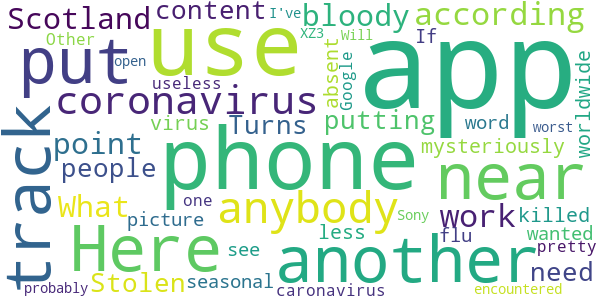 Scotland content I've bloody according
Other XZ3 Will If
put use app
open useless absent Google worldwide
coronavirus
track virus Turns putting word worst
point phone near mysteriously
people anybody
What one work killed
picture flu wanted
Here another less need pretty
see
Stolen seasonal Sony
probably caronavirus encountered